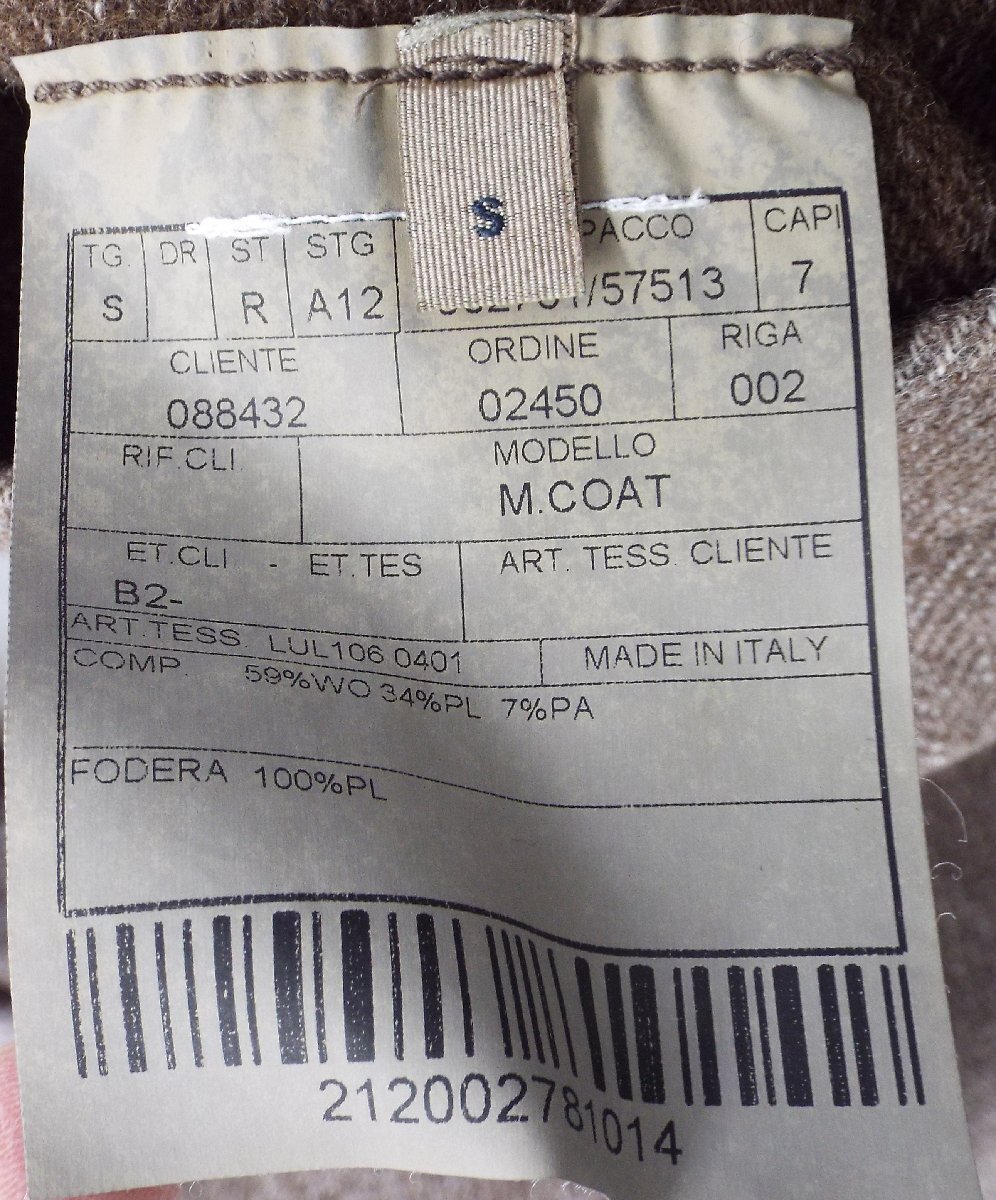 S
TG. DR ST STG PACCO CAPI
S R A12 /57513 7
CLIENTE ORDINE RIGA
088432 02450 002
RIF.CLI. MODELLO
M.COAT
ET.CLI - ET.TES ART. TESS. CLIENTE
B2-
ART.TESS. LUL106 0401 MADE IN ITALY
COMP. 59%WO 34%PL 7%PA
FODERA 100%PL
212002781014